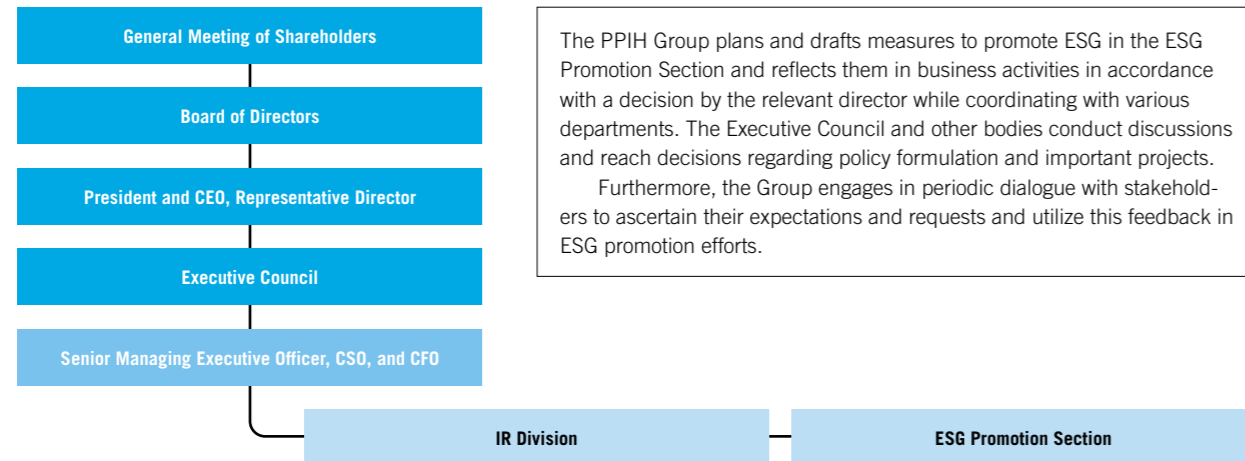 General Meeting of Shareholders
Board of Directors
President and CEO, Representative Director
Executive Council
Senior Managing Executive Officer, CSO, and CFO
IR Division
ESG Promotion Section
The PPIH Group plans and drafts measures to promote ESG in the ESG
Promotion Section and reflects them in business activities in accordance
with a decision by the relevant director while coordinating with various
departments. The Executive Council and other bodies conduct discussions
and reach decisions regarding policy formulation and important projects.
Furthermore, the Group engages in periodic dialogue with stakehold-
ers to ascertain their expectations and requests and utilize this feedback in
ESG promotion efforts.